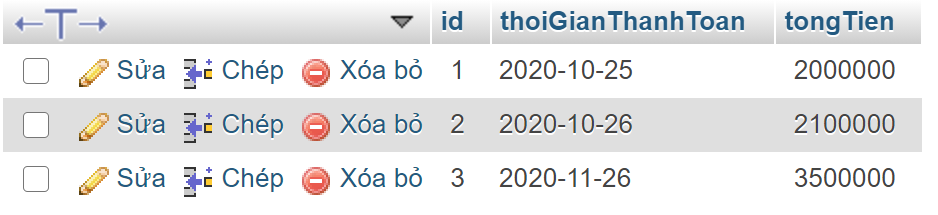 ←T→ id thoiGianThanhToan tongTien
Sửa Chép Xóa bỏ 1 2020-10-25 2000000
Sửa Chép Xóa bỏ 2 2020-10-26 2100000
Sửa Chép Xóa bỏ 3 2020-11-26 3500000